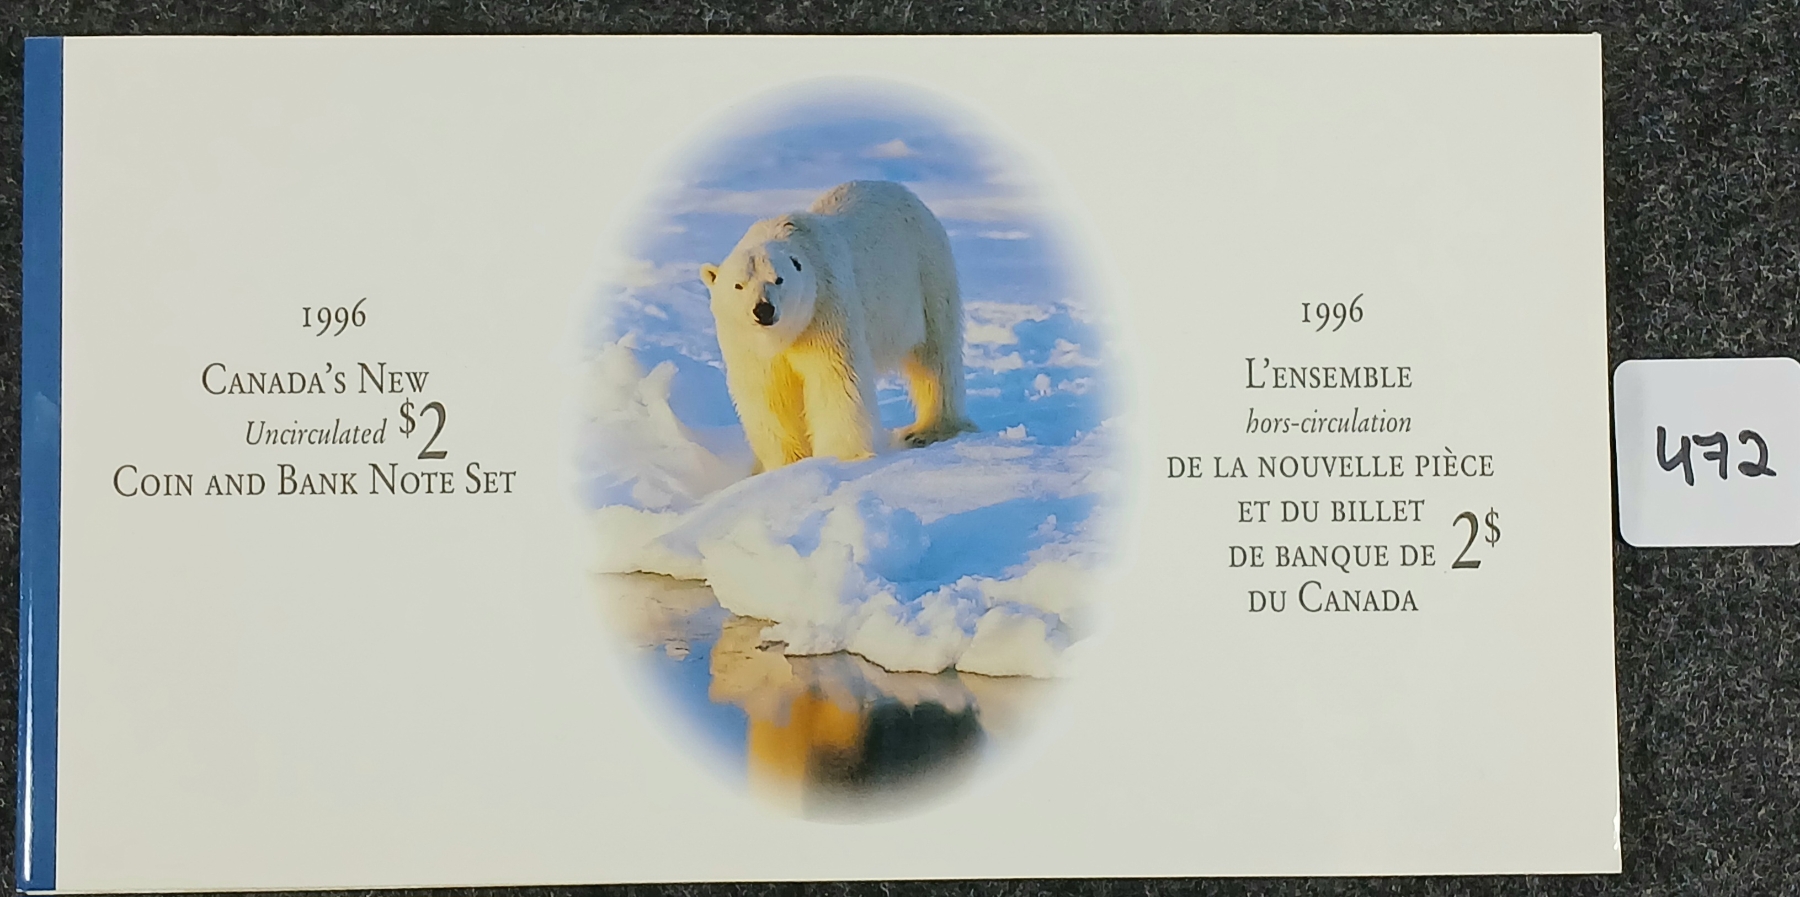 1996
CANADA'S NEW
Uncirculated $2
COIN AND BANK NOTE SET
1996
L'ENSEMBLE
hors-circulation
DE LA NOUVELLE PIÈCE
ET DU BILLET
DE BANQUE DE 2$
DU CANADA
472